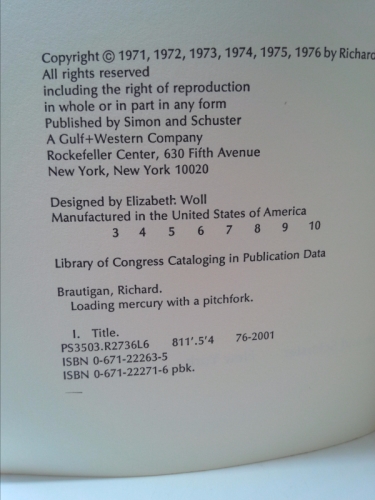 Copyright © 1971, 1972, 1973, 1974, 1975, 1976 by Richard
All rights reserved
including the right of reproduction
in whole or in part in any form
Published by Simon and Schuster
A Gulf+Western Company
Rockefeller Center, 630 Fifth Avenue
New York, New York 10020
Designed by Elizabeth Woll
Manufactured in the United States of America
3 4 5 6 7 8 9 10
Library of Congress Cataloging in Publication Data
Brautigan, Richard.
Loading mercury with a pitchfork.
I. Title.
PS3503.R2736L6 811'.5'4 76-2001
ISBN 0-671-22263-5
ISBN 0-671-22271-6 pbk.